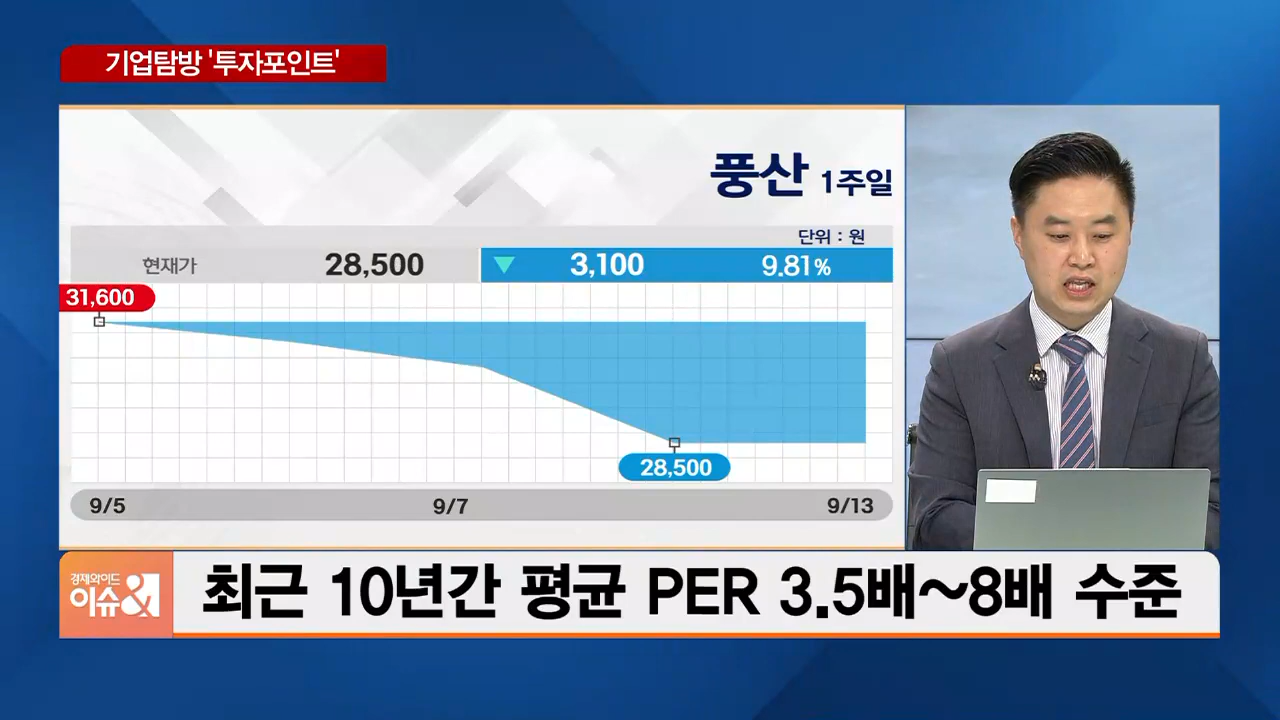 기업탐방 '투자포인트'
풍산 1주일
단위 : 원
현재가 28,500 ▼ 3,100 9.81%
31,600
28,500
9/5 9/7 9/13
경제와이드
이슈&
최근 10년간 평균 PER 3.5배~8배 수준